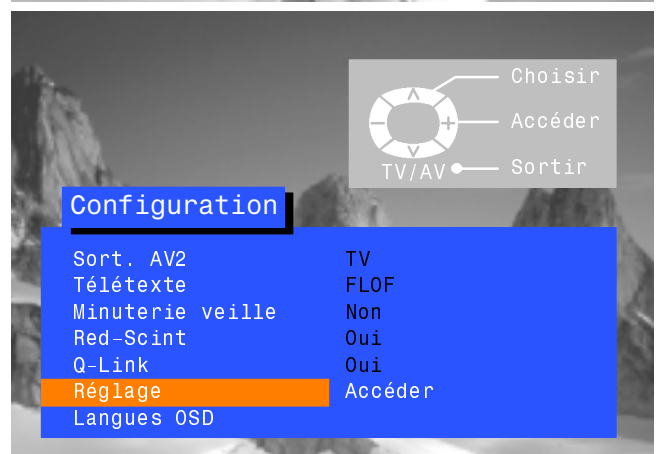 Choisir
Accéder
TV/AV Sortir
Configuration
Sort. AV2 TV
Télétexte FLOF
Minuterie veille Non
Red-Scint Oui
Q-Link Oui
Réglage Accéder
Langues OSD